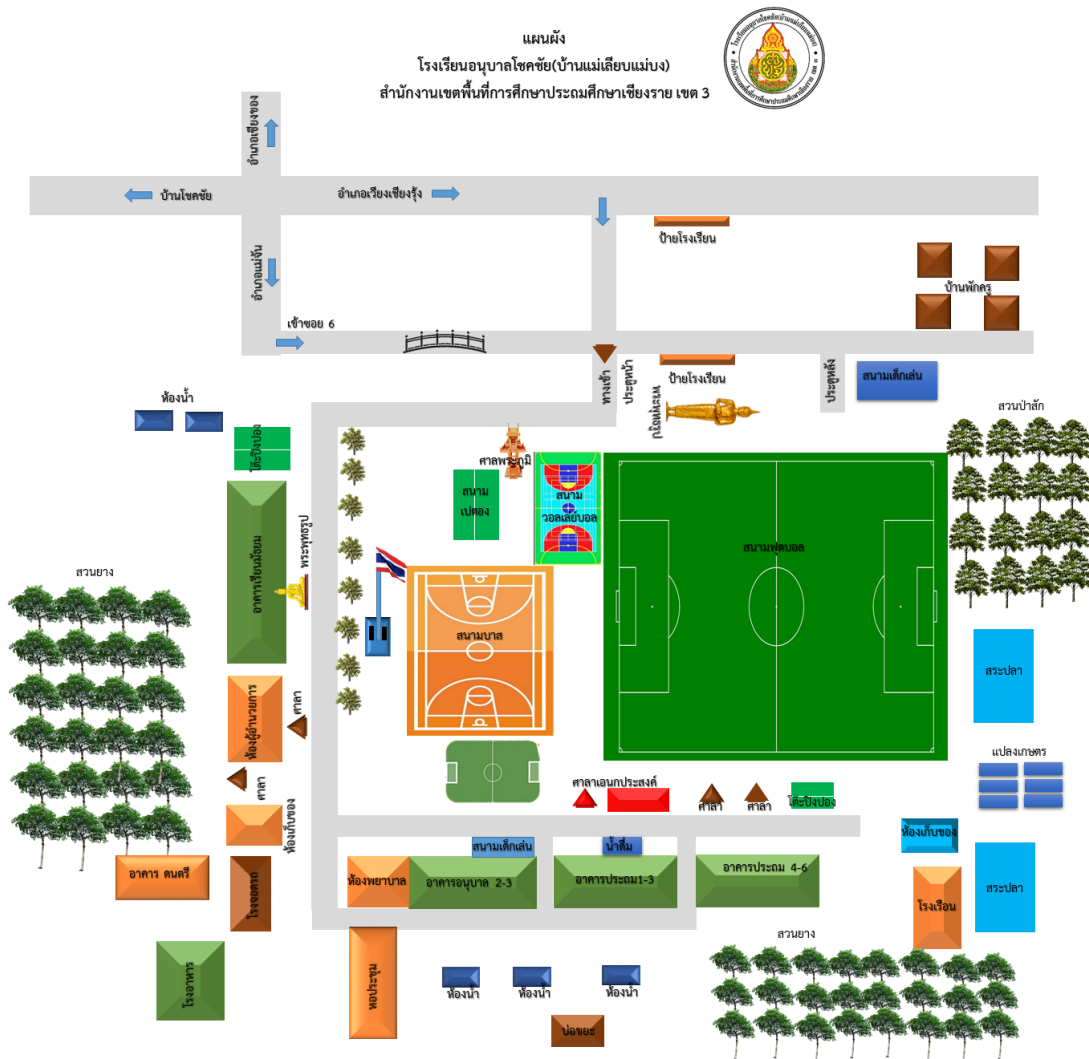 แผนผัง
โรงเรียนอนุบาลโชคชัย(บ้านแม่เลียบแม่บง)
สำนักงานเขตพื้นที่การศึกษาประถมศึกษาเชียงราย เขต 3
อำเภอเชียงของ
บ้านโชคชัย
อำเภอเวียงเชียงรุ้ง
อำเภอแม่จัน
ป้ายโรงเรียน
บ้านพักครู
เข้าซอย 6
ทางเข้า
ประตูหน้า
ป้ายโรงเรียน
ประตูหลัง
สนามเด็กเล่น
ห้องน้ำ
พระพุทธรูป
สวนป่าสัก
โต๊ะปิงปอง
ศาลพระภูมิ
สนาม
เปตอง
สนาม
วอลเลย์บอล
สนามฟุตบอล
อาคารเรียนมัธยม
พระพุทธรูป
สวนยาง
สนามบาส
สระปลา
ห้องผู้อำนวยการ
ศาลา
ศาลา
แปลงเกษตร
ศาลาเอนกประสงค์
ศาลา
ศาลา
โต๊ะปิงปอง
ห้องเก็บของ
ห้องเก็บของ
สนามเด็กเล่น
น้ำดื่ม
อาคาร ดนตรี
โรงจอดรถ
ห้องพยาบาล
อาคารอนุบาล 2-3
อาคารประถม1-3
อาคารประถม 4-6
โรงเรือน
สระปลา
สวนยาง
โรงอาหาร
หอประชุม
ห้องน้ำ
ห้องน้ำ
ห้องน้ำ
บ่อขยะ